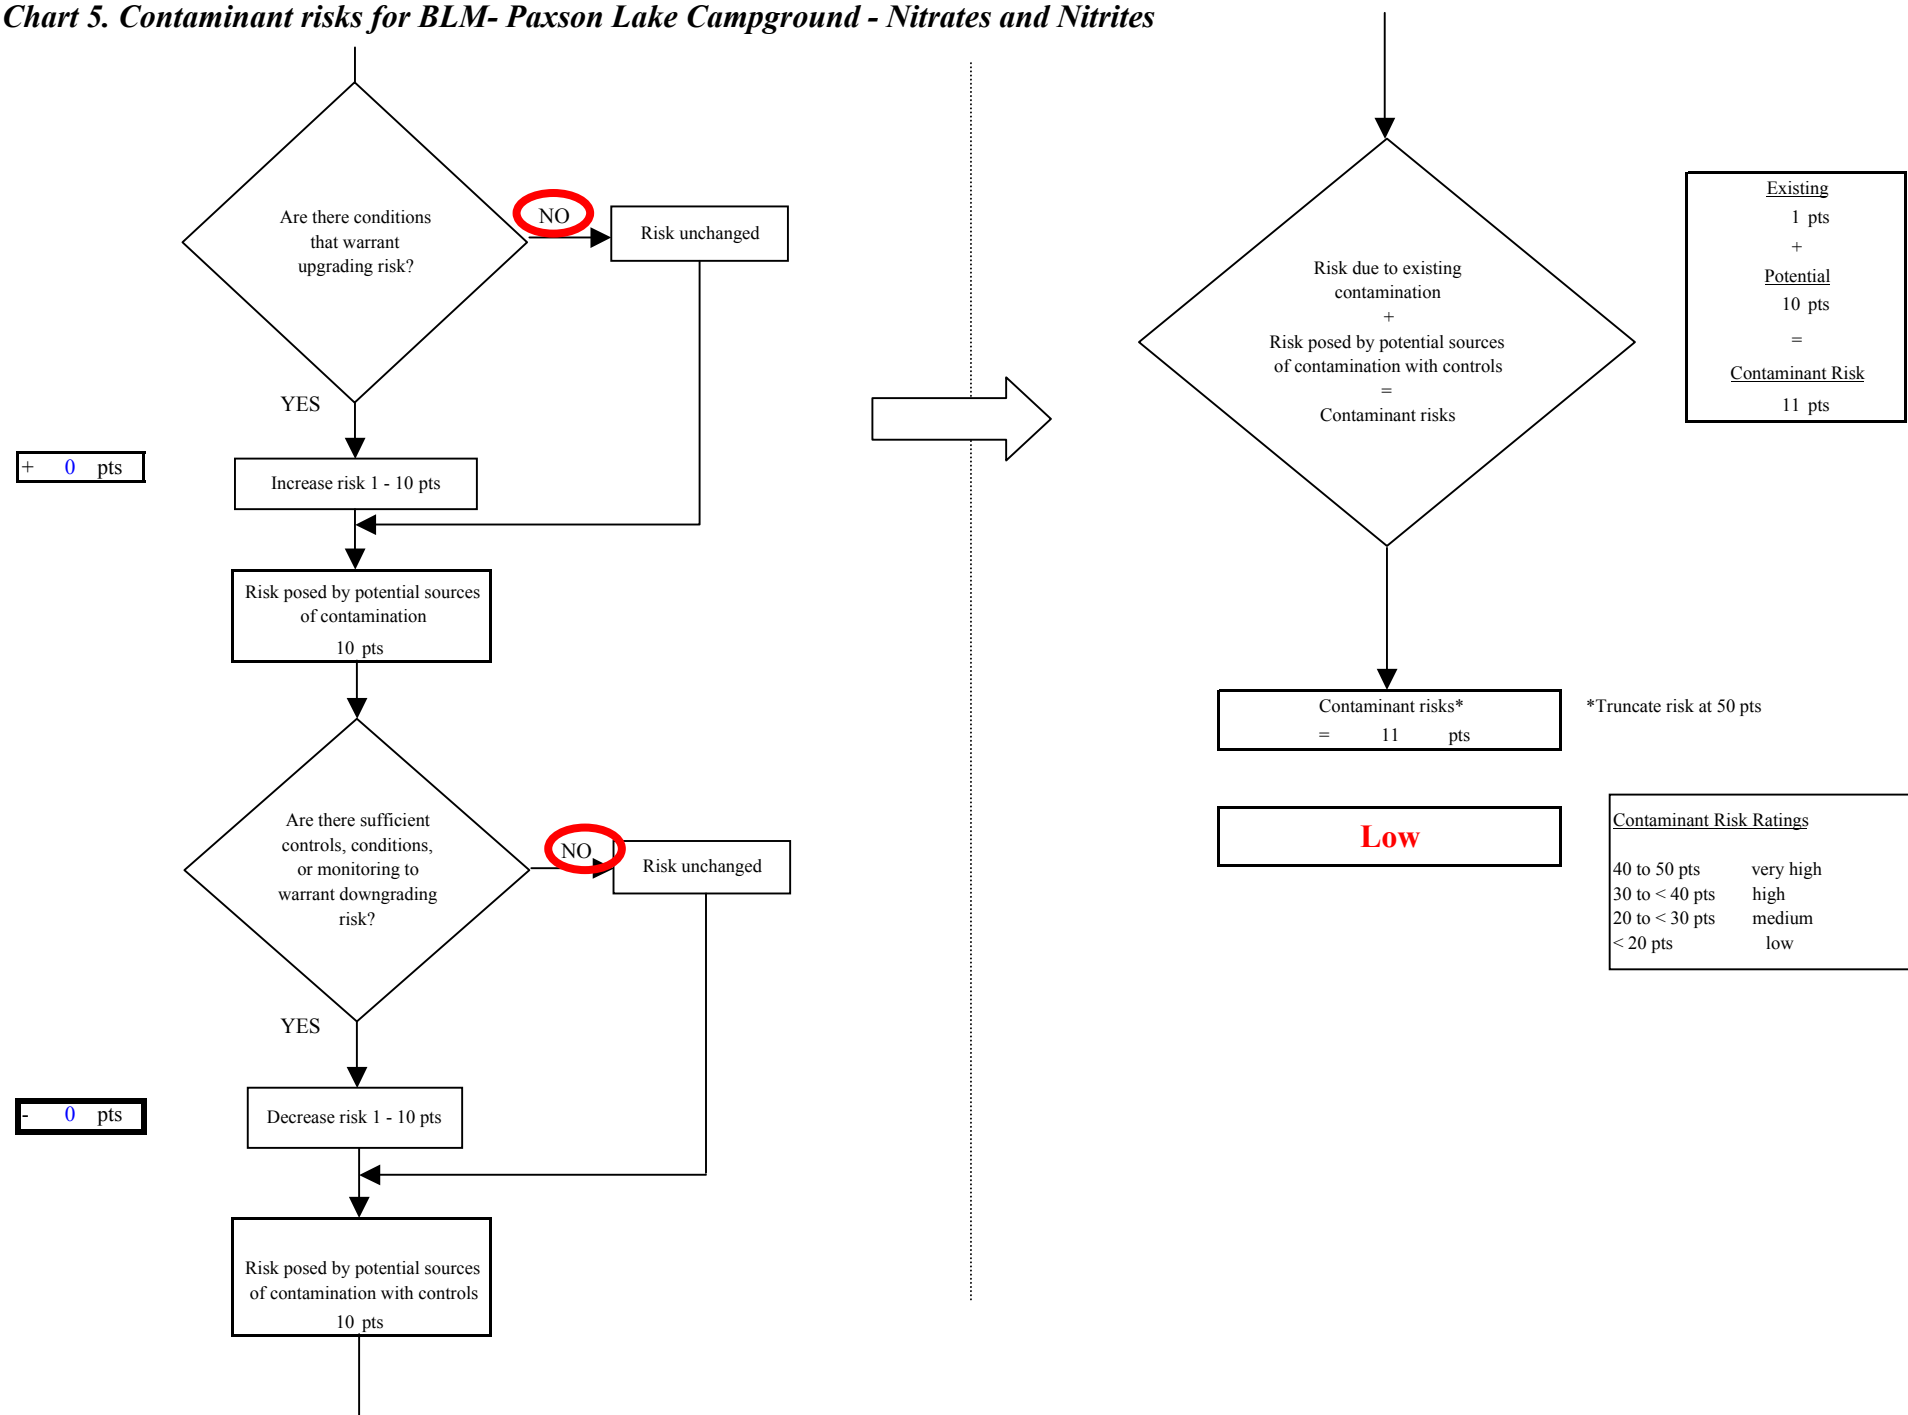 Chart 5. Contaminant risks for BLM- Paxson Lake Campground - Nitrates and Nitrites
Are there conditions
that warrant
upgrading risk?
NO
Risk unchanged
YES
+ 0 pts
Increase risk 1 - 10 pts
Risk posed by potential sources
of contamination
10 pts
Are there sufficient
controls, conditions,
or monitoring to
warrant downgrading
risk?
NO
Risk unchanged
YES
- 0 pts
Decrease risk 1 - 10 pts
Risk posed by potential sources
of contamination with controls
10 pts
Risk due to existing
contamination
+
Risk posed by potential sources
of contamination with controls
=
Contaminant risks
Existing
1 pts
+
Potential
10 pts
=
Contaminant Risk
11 pts
Contaminant risks*
= 11 pts
*Truncate risk at 50 pts
Low
Contaminant Risk Ratings
40 to 50 pts very high
30 to < 40 pts high
20 to < 30 pts medium
< 20 pts low